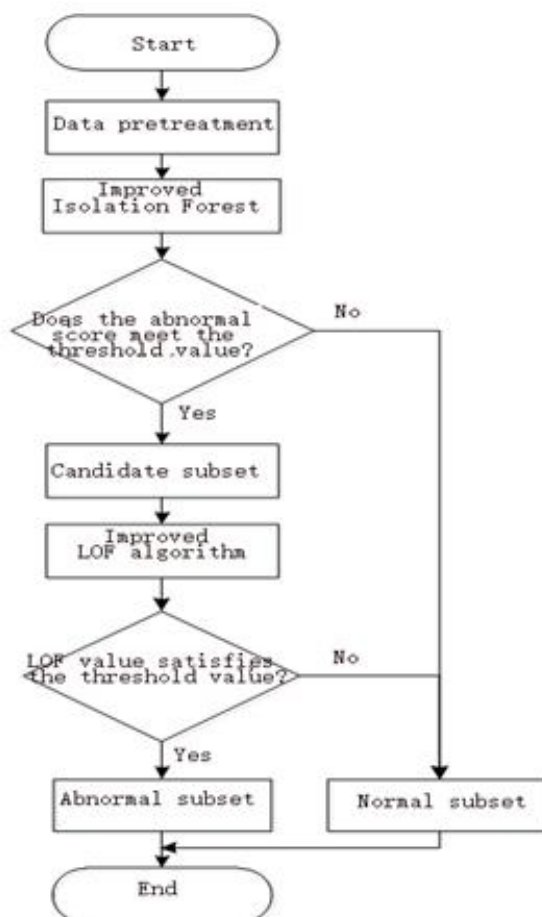 Start
Data pretreatment
Improved
Isolation Forest
Does the abnormal
score meet the
threshold value?
No
Yes
Candidate subset
Improved
LOF algorithm
LOF value satisfies
the threshold value?
No
Yes
Abnormal subset
Normal subset
End